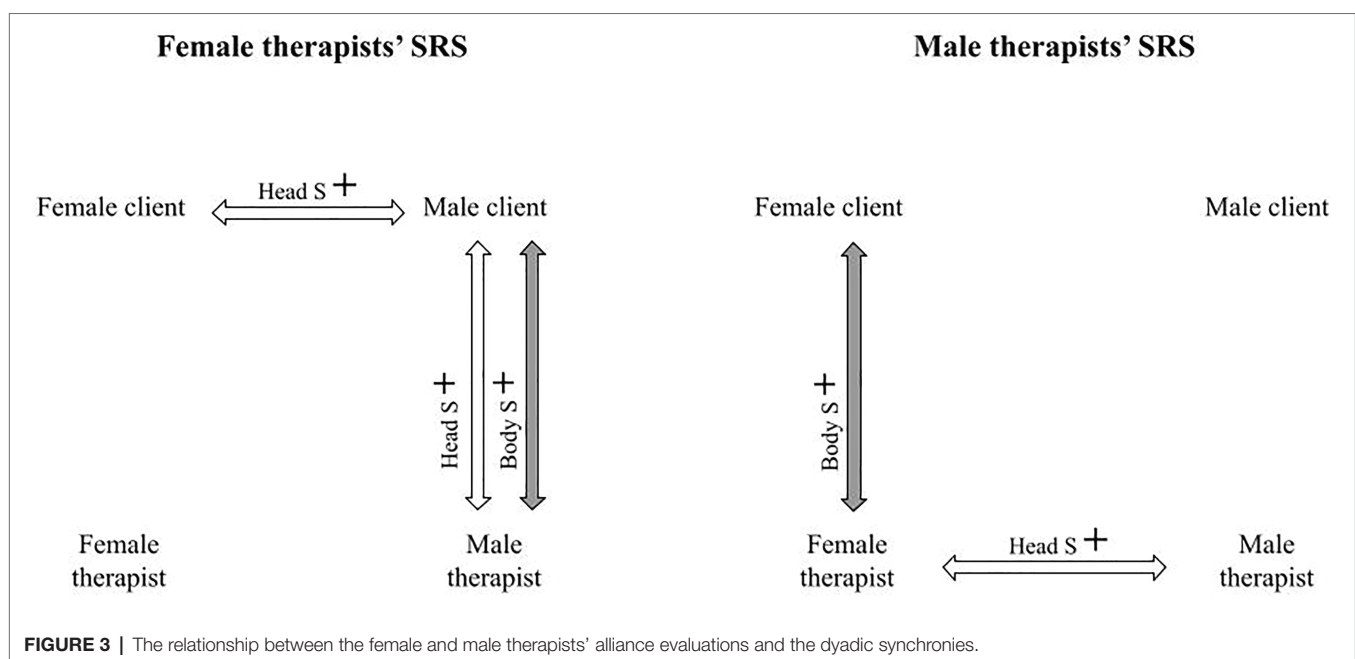 Female therapists' SRS
Male therapists' SRS
Head S +
Female client
Male client
Female client
Male client
Head S +
Body S +
Body S +
Female
therapist
Male
therapist
Female
therapist
Head S +
Male
therapist
FIGURE 3 | The relationship between the female and male therapists' alliance evaluations and the dyadic synchronies.